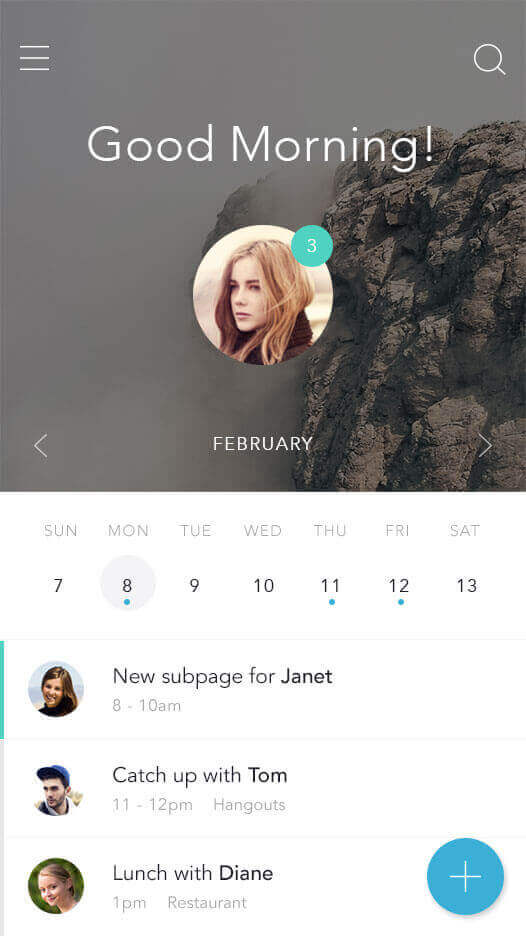 Good Morning!
3
FEBRUARY
SUN MON TUE WED THU FRI SAT
7 8 9 10 11 12 13
New subpage for Janet
8 - 10am
Catch up with Tom
11 - 12pm Hangouts
Lunch with Diane
1pm Restaurant